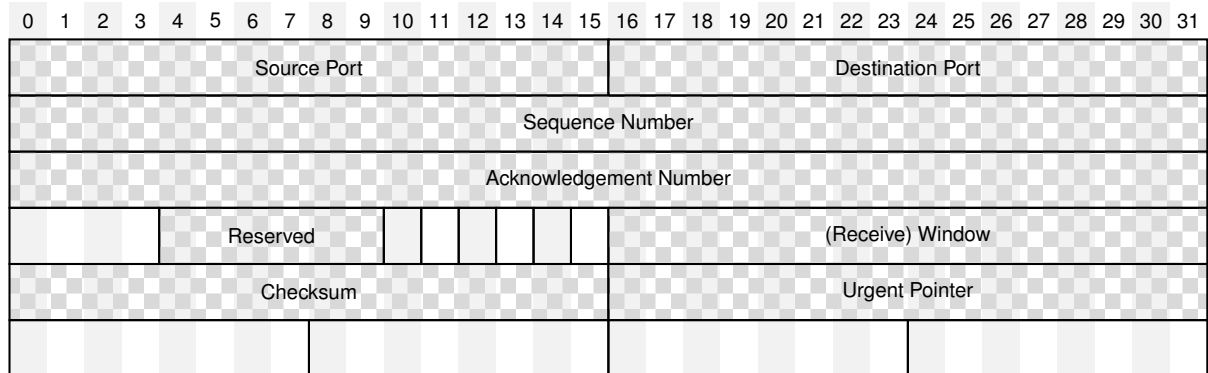 0 1 2 3 4 5 6 7 8 9 10 11 12 13 14 15 16 17 18 19 20 21 22 23 24 25 26 27 28 29 30 31
Source Port Destination Port
Sequence Number
Acknowledgement Number
Reserved (Receive) Window
Checksum Urgent Pointer